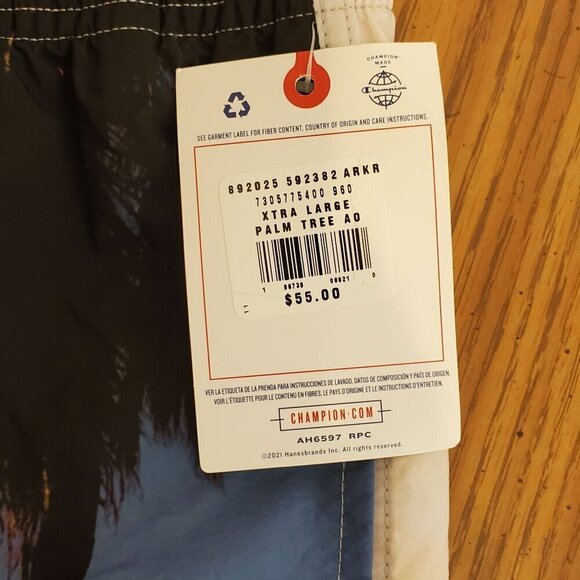 CHAMPION
MADE
Champion
SEE GARMENT LABEL FOR FIBER CONTENT, COUNTRY OF ORIGIN AND CARE INSTRUCTIONS.
892025 592382 ARKR
7305775400 960
XTRA LARGE
PALM TREE AO
$55.00
11
VER LA ETIQUETA DE LA PRENDA PARA INSTRUCCIONES DE LAVADO, DATOS DE COMPOSICIÓN Y PAÍS DE ORIGEN.
VOIR L'ÉTIQUETTE POUR LE CONTENU EN FIBRES, LE PAYS D'ORIGINE ET LE INSTRUCTIONS D'ENTRETIEN.
CHAMPION.COM
AH6597 RPC
©2021 Hanesbrands Inc. All rights reserved.